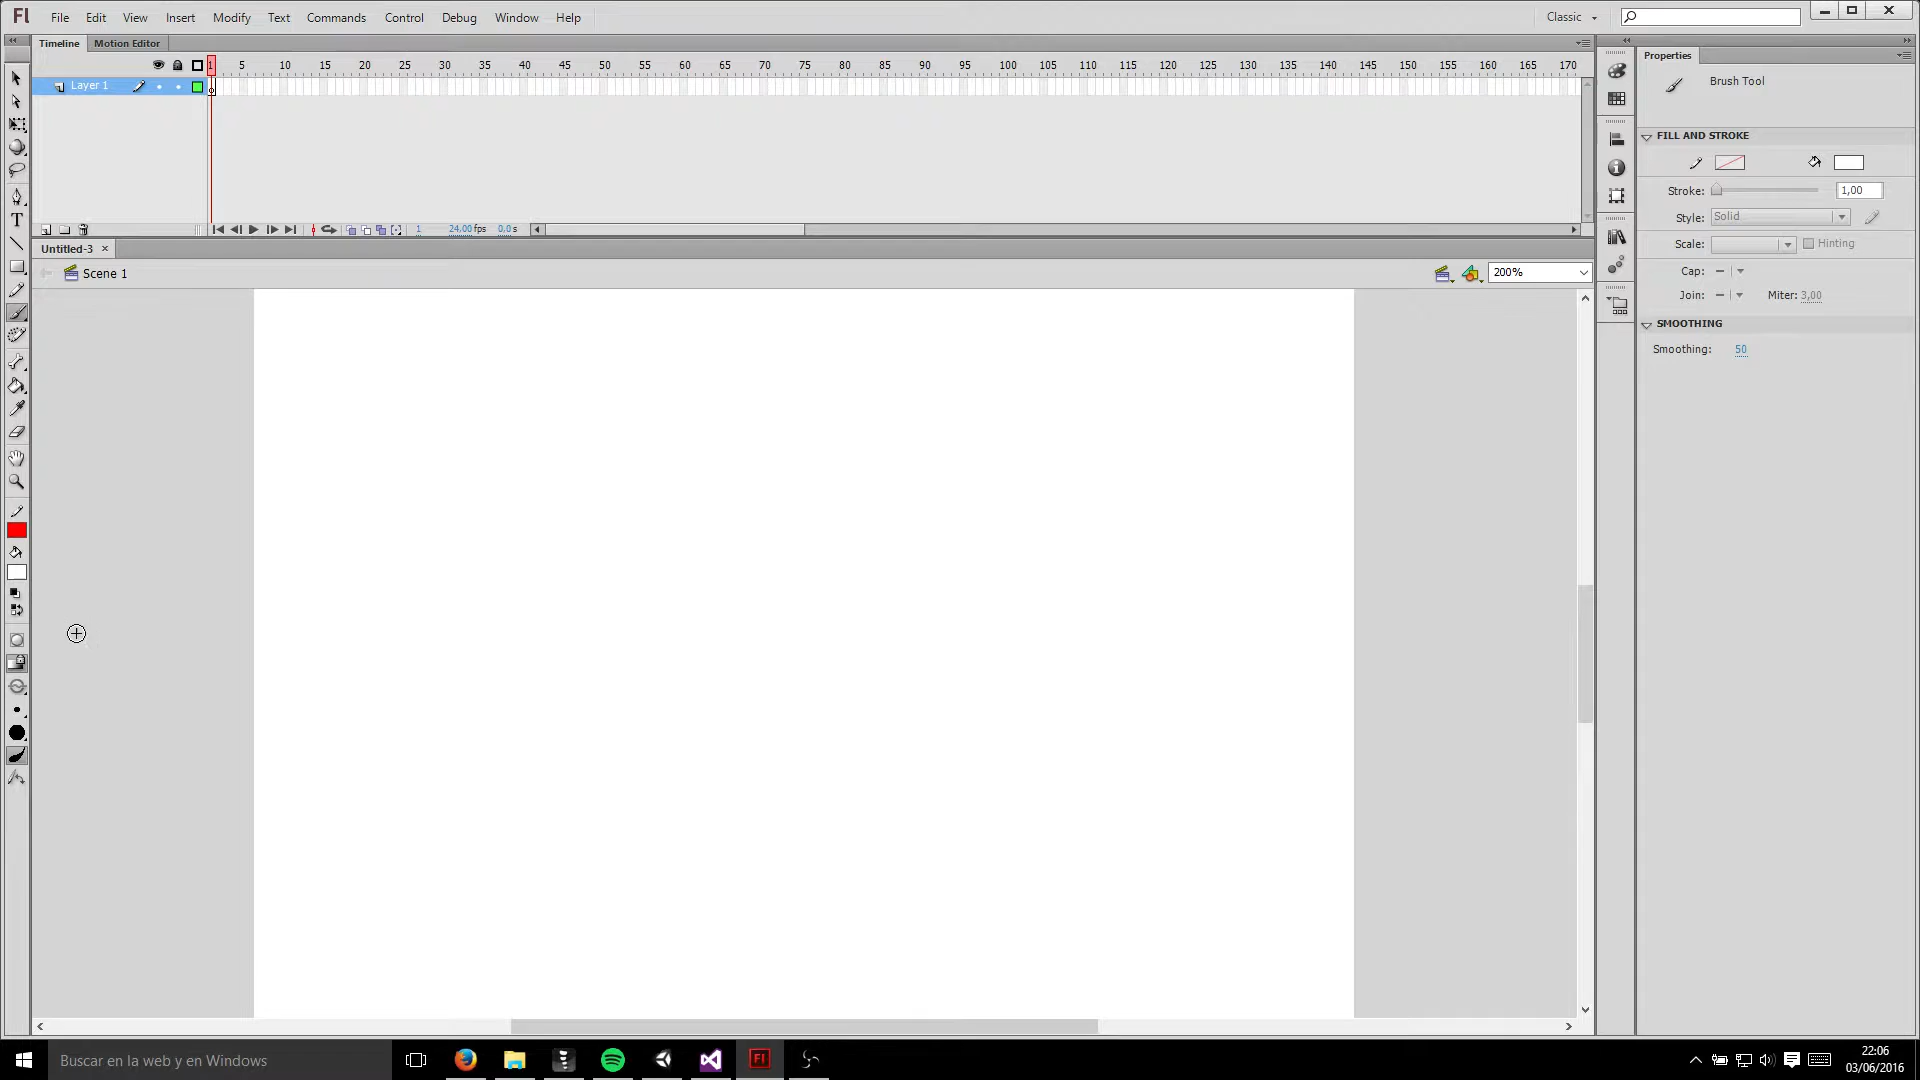 Fl File Edit View Insert Modify Text Commands Control Debug Window Help Classic
Timeline Motion Editor
1 5 10 15 20 25 30 35 40 45 50 55 60 65 70 75 80 85 90 95 100 105 110 115 120 125 130 135 140 145 150 155 160 165 170
Layer 1
1 24,00 fps 0,0 s
Untitled-3
Scene 1 200%
Properties
Brush Tool
FILL AND STROKE
Stroke: 1,00
Style: Solid
Scale: Hinting
Cap:
Join: Miter: 3,00
SMOOTHING
Smoothing: 50
T
Buscar en la web y en Windows
Fl
22:06
03/06/2016